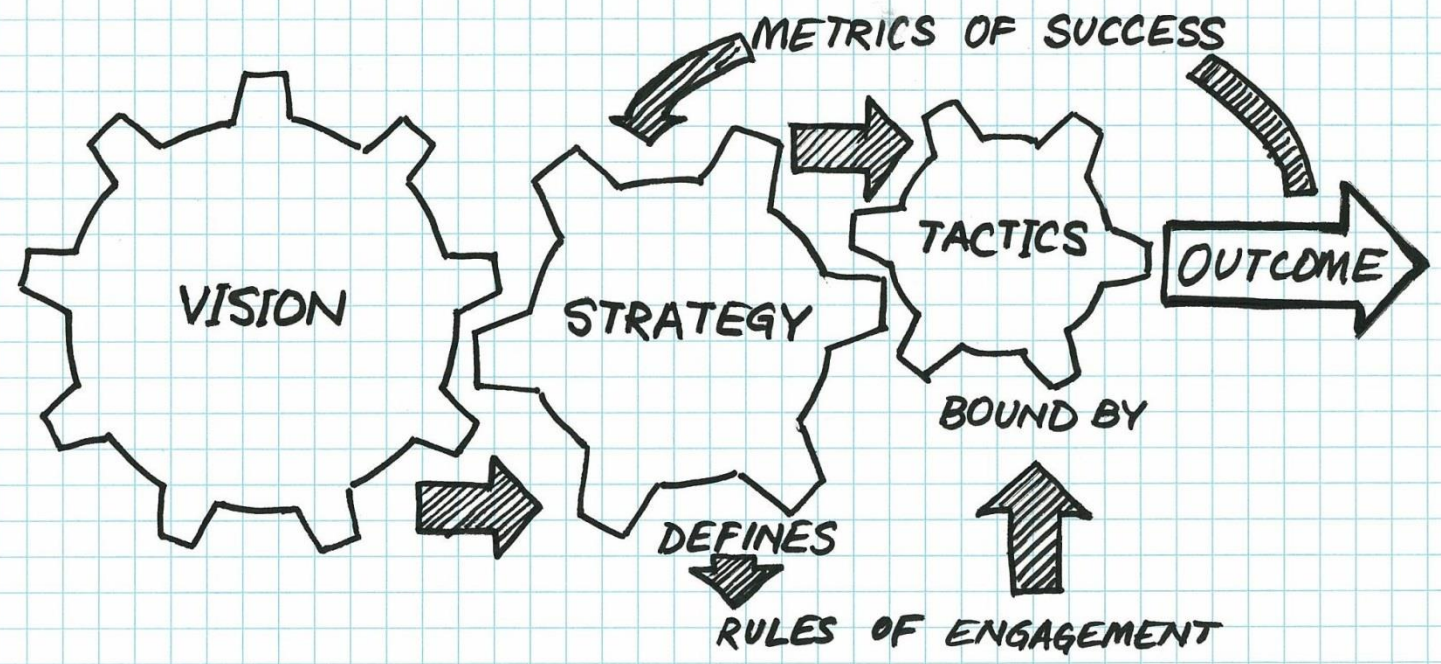 METRICS OF SUCCESS
VISION
STRATEGY
TACTICS
OUTCOME
BOUND BY
DEFINES
RULES OF ENGAGEMENT